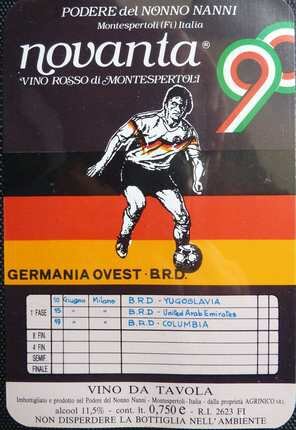 PODERE del NONNO NANNI
Montespertoli (Fi) Italia
novanta®
VINO ROSSO di MONTESPERTOLI
90
GERMANIA OVEST · B.R.D.
1 FASE
10 Giugno Milano B.R.D - YUGOSLAVIA
15 " " B.R.D - United Arab Emirates
19 " " B.R.D - COLUMBIA
8 FIN.
4 FIN.
SEMIF
FINALE
VINO DA TAVOLA
Imbottigliato e prodotto nel Podere del Nonno Nanni - Montespertoli - Italia - dalla proprietà AGRINICO s.r.l.
alcool 11,5% - cont. lt. 0,750 e - R.I. 2623 FI
NON DISPERDERE LA BOTTIGLIA NELL'AMBIENTE